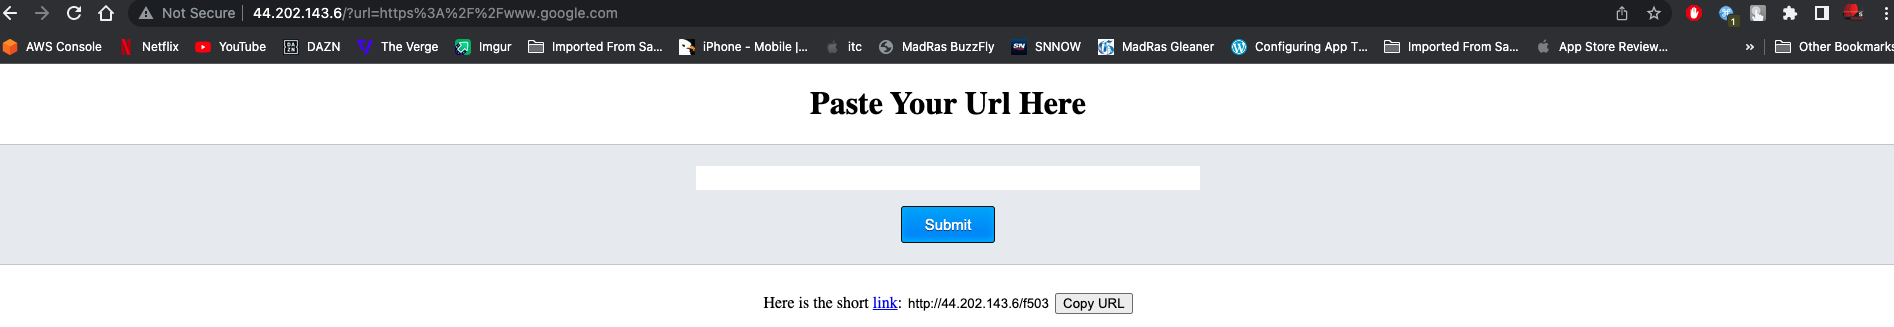 Not Secure 44.202.143.6/?url=https%3A%2F%2Fwww.google.com 1
AWS Console Netflix YouTube DAZN The Verge Imgur Imported From Sa... iPhone - Mobile |... itc MadRas BuzzFly SNNOW MadRas Gleaner Configuring App T... Imported From Sa... App Store Review... » Other Bookmarks
Paste Your Url Here
Submit
Here is the short link: http://44.202.143.6/f503 Copy URL